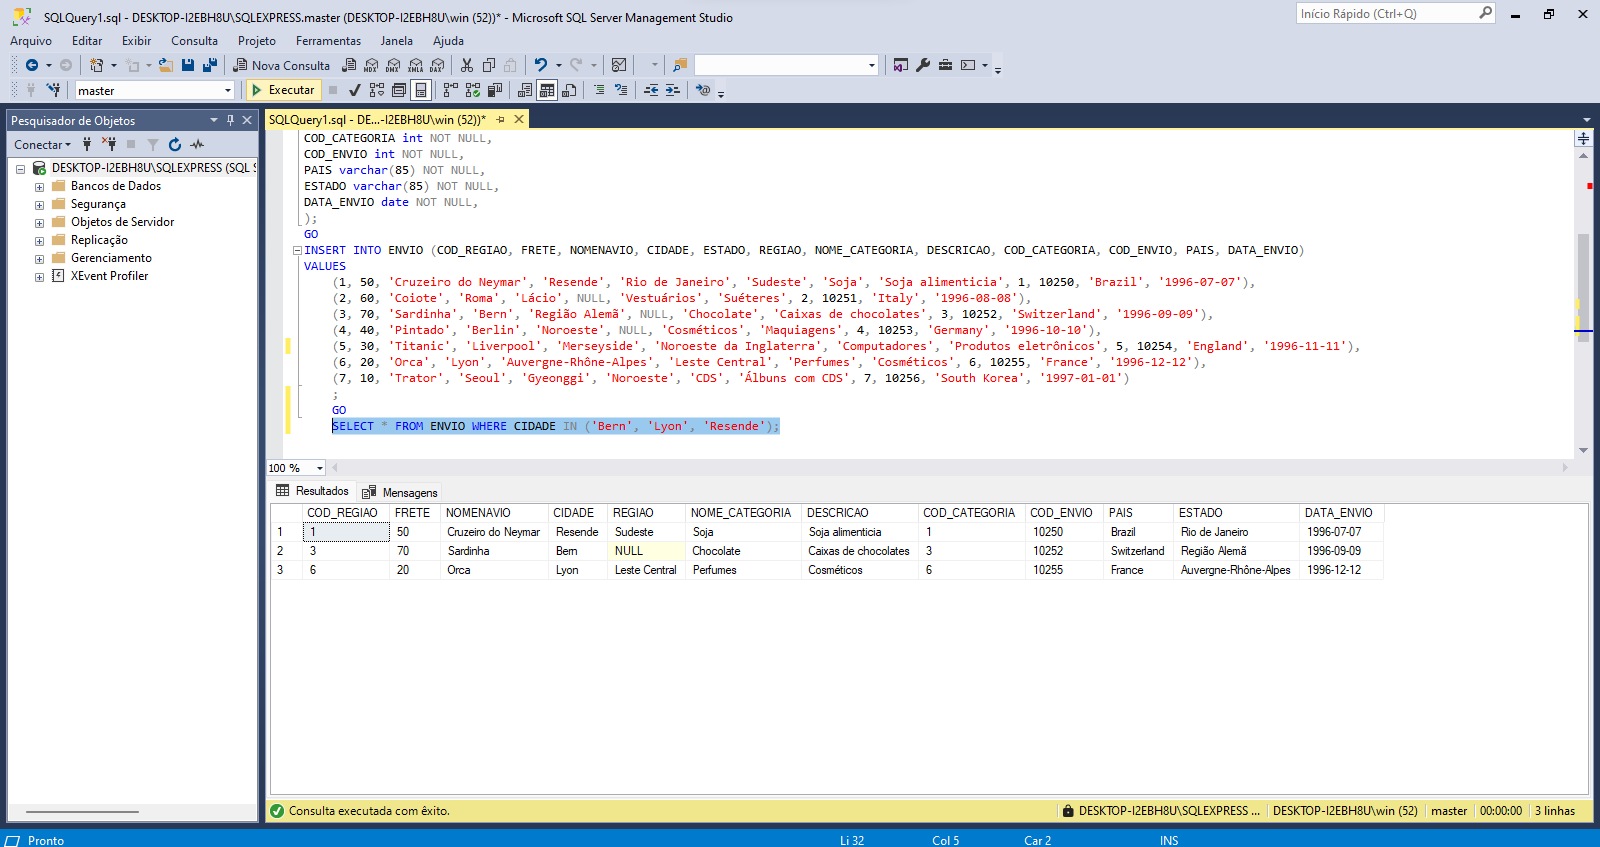 SQLQuery1.sql - DESKTOP-I2EBH8U\SQLEXPRESS.master (DESKTOP-I2EBH8U\win (52))* - Microsoft SQL Server Management Studio
Início Rápido (Ctrl+Q)
Arquivo Editar Exibir Consulta Projeto Ferramentas Janela Ajuda
Nova Consulta MDX DMX XMLA DAX
master Executar
Pesquisador de Objetos
Conectar
DESKTOP-I2EBH8U\SQLEXPRESS (SQL S
Bancos de Dados
Segurança
Objetos de Servidor
Replicação
Gerenciamento
XEvent Profiler
SQLQuery1.sql - DE...-I2EBH8U\win (52))*
COD_CATEGORIA int NOT NULL,
COD_ENVIO int NOT NULL,
PAIS varchar(85) NOT NULL,
ESTADO varchar(85) NOT NULL,
DATA_ENVIO date NOT NULL,
);
GO
INSERT INTO ENVIO (COD_REGIAO, FRETE, NOMENAVIO, CIDADE, ESTADO, REGIAO, NOME_CATEGORIA, DESCRICAO, COD_CATEGORIA, COD_ENVIO, PAIS, DATA_ENVIO)
VALUES
(1, 50, 'Cruzeiro do Neymar', 'Resende', 'Rio de Janeiro', 'Sudeste', 'Soja', 'Soja alimenticia', 1, 10250, 'Brazil', '1996-07-07'),
(2, 60, 'Coiote', 'Roma', 'Lácio', NULL, 'Vestuários', 'Suéteres', 2, 10251, 'Italy', '1996-08-08'),
(3, 70, 'Sardinha', 'Bern', 'Região Alemã', NULL, 'Chocolate', 'Caixas de chocolates', 3, 10252, 'Switzerland', '1996-09-09'),
(4, 40, 'Pintado', 'Berlin', 'Noroeste', NULL, 'Cosméticos', 'Maquiagens', 4, 10253, 'Germany', '1996-10-10'),
(5, 30, 'Titanic', 'Liverpool', 'Merseyside', 'Noroeste da Inglaterra', 'Computadores', 'Produtos eletrônicos', 5, 10254, 'England', '1996-11-11'),
(6, 20, 'Orca', 'Lyon', 'Auvergne-Rhône-Alpes', 'Leste Central', 'Perfumes', 'Cosméticos', 6, 10255, 'France', '1996-12-12'),
(7, 10, 'Trator', 'Seoul', 'Gyeonggi', 'Noroeste', 'CDS', 'Álbuns com CDS', 7, 10256, 'South Korea', '1997-01-01')
;
GO
SELECT * FROM ENVIO WHERE CIDADE IN ('Bern', 'Lyon', 'Resende');
100 %
Resultados Mensagens
COD_REGIAO FRETE NOMENAVIO CIDADE REGIAO NOME_CATEGORIA DESCRICAO COD_CATEGORIA COD_ENVIO PAIS ESTADO DATA_ENVIO
1 1 50 Cruzeiro do Neymar Resende Sudeste Soja Soja alimenticia 1 10250 Brazil Rio de Janeiro 1996-07-07
2 3 70 Sardinha Bern NULL Chocolate Caixas de chocolates 3 10252 Switzerland Região Alemã 1996-09-09
3 6 20 Orca Lyon Leste Central Perfumes Cosméticos 6 10255 France Auvergne-Rhône-Alpes 1996-12-12
Consulta executada com êxito. DESKTOP-I2EBH8U\SQLEXPRESS ... DESKTOP-I2EBH8U\win (52) master 00:00:00 3 linhas
Pronto Li 32 Col 5 Car 2 INS